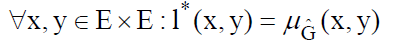 ∀x, y ∈ E × E : l*(x, y) = μ_Ĝ(x, y)